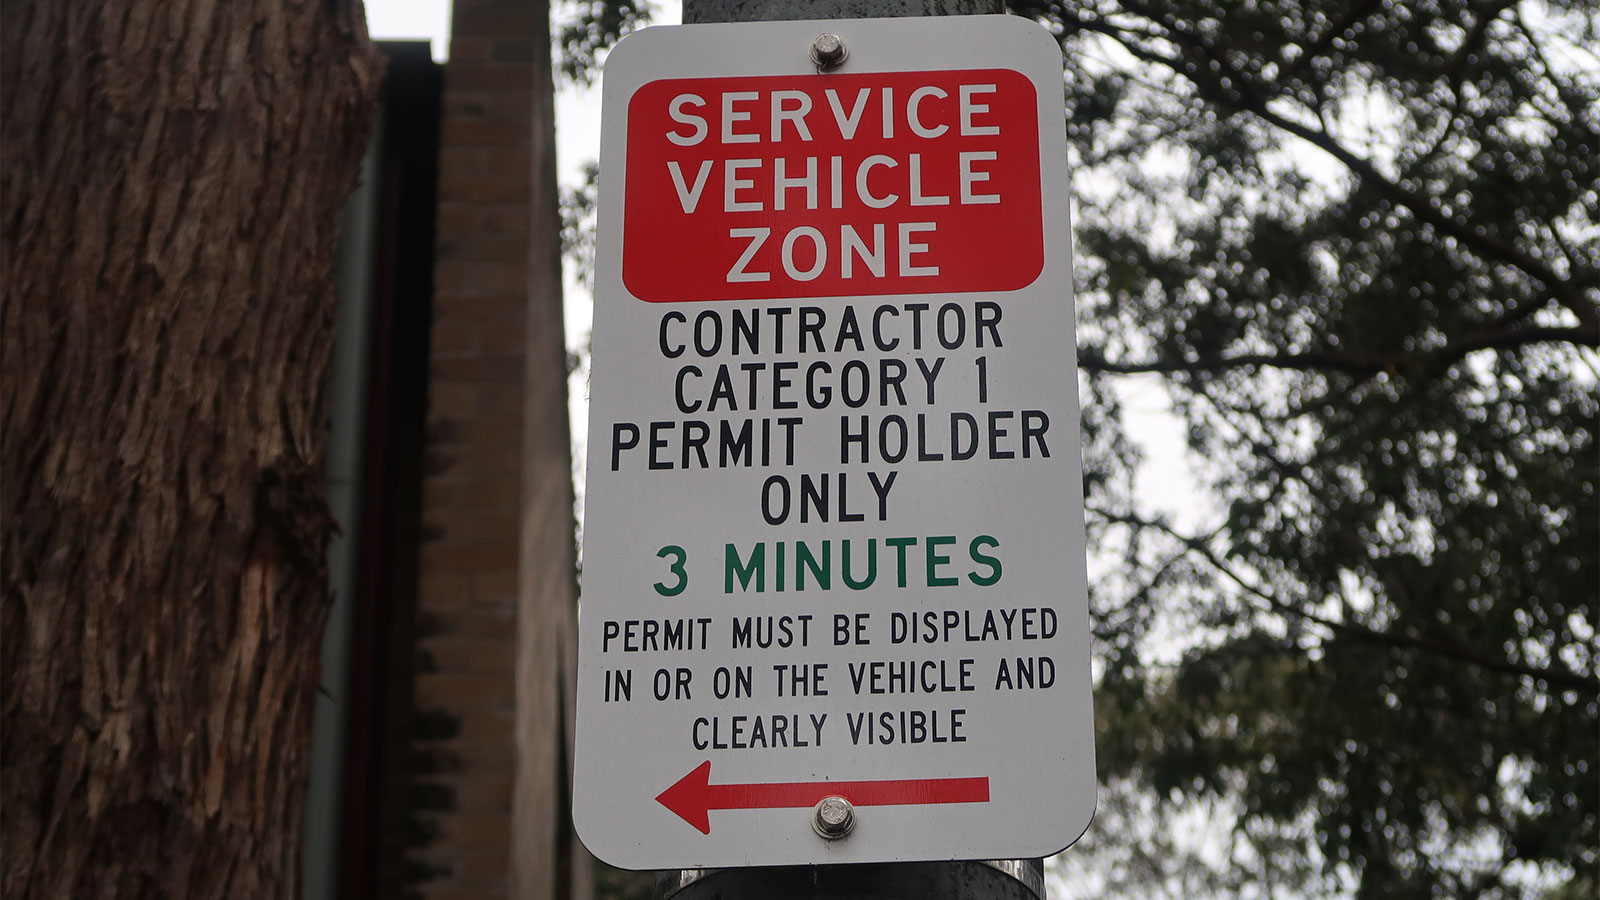 SERVICE
VEHICLE
ZONE
CONTRACTOR
CATEGORY 1
PERMIT HOLDER
ONLY
3 MINUTES
PERMIT MUST BE DISPLAYED
IN OR ON THE VEHICLE AND
CLEARLY VISIBLE